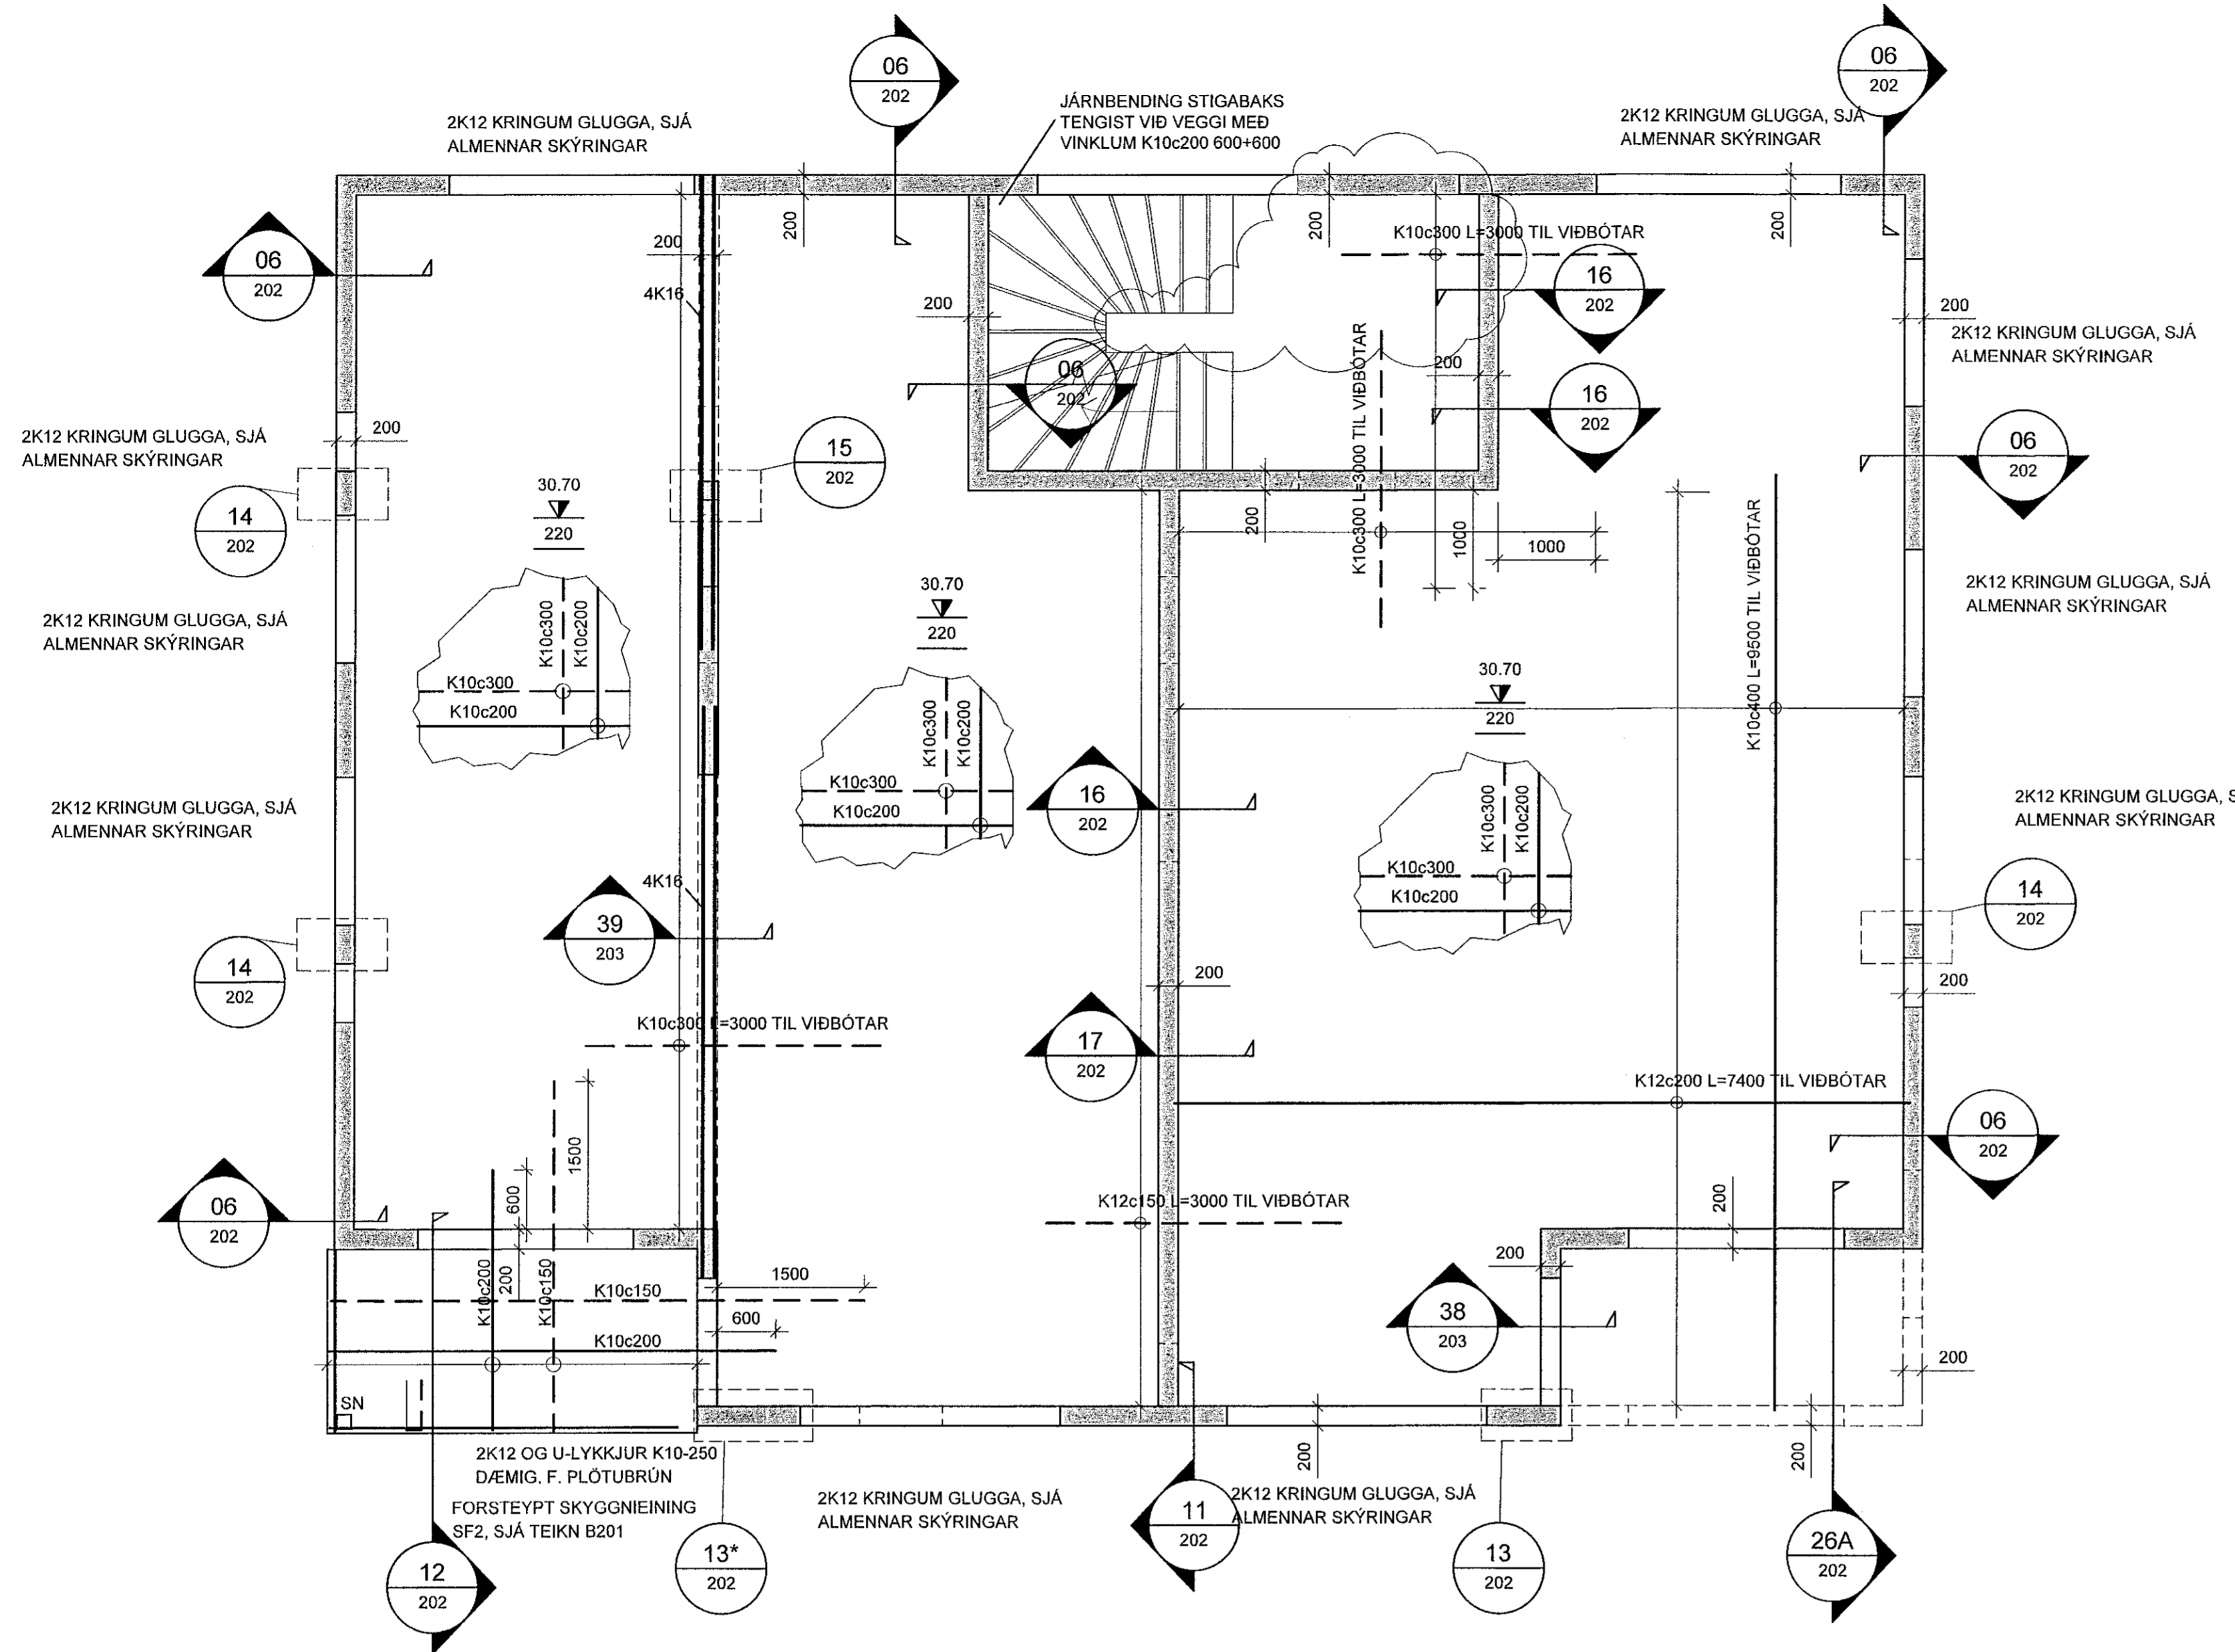 06
202
06
202
2K12 KRINGUM GLUGGA, SJÁ
ALMENNAR SKÝRINGAR
JÁRNBENDING STIGABAKS
TENGIST VIÐ VEGGI MEÐ
VINKLUM K10c200 600+600
2K12 KRINGUM GLUGGA, SJÁ
ALMENNAR SKÝRINGAR
200
200
200
200
K10c300 L=3000 TIL VIÐBÓTAR
06
202
16
202
4K16
200
200
2K12 KRINGUM GLUGGA, SJÁ
ALMENNAR SKÝRINGAR
06
202
K10c300 L=3000 TIL VIÐBÓTAR
200
16
202
2K12 KRINGUM GLUGGA, SJÁ
ALMENNAR SKÝRINGAR
200
15
202
06
202
14
202
30.70
220
200
1000
1000
K10c400 L=9500 TIL VIÐBÓTAR
2K12 KRINGUM GLUGGA, SJÁ
ALMENNAR SKÝRINGAR
2K12 KRINGUM GLUGGA, SJÁ
ALMENNAR SKÝRINGAR
K10c300
K10c200
K10c300
K10c200
30.70
220
K10c300
K10c200
K10c300
K10c200
30.70
220
K10c300
K10c200
K10c300
K10c200
2K12 KRINGUM GLUGGA, SJÁ
ALMENNAR SKÝRINGAR
16
202
2K12 KRINGUM GLUGGA, S
ALMENNAR SKÝRINGAR
4K16
39
203
14
202
14
202
200
200
K10c300 L=3000 TIL VIÐBÓTAR
17
202
K12c200 L=7400 TIL VIÐBÓTAR
06
202
1500
600
06
202
K12c150 L=3000 TIL VIÐBÓTAR
200
200
K10c200
200
K10c150
K10c150
1500
600
K10c200
38
203
200
SN
2K12 OG U-LYKKJUR K10-250
DÆMIG. F. PLÖTUBRÚN
FORSTEYPT SKYGGNIEINING
SF2, SJÁ TEIKN B201
2K12 KRINGUM GLUGGA, SJÁ
ALMENNAR SKÝRINGAR
2K12 KRINGUM GLUGGA, SJÁ
ALMENNAR SKÝRINGAR
200
200
12
202
13*
202
11
202
13
202
26A
202